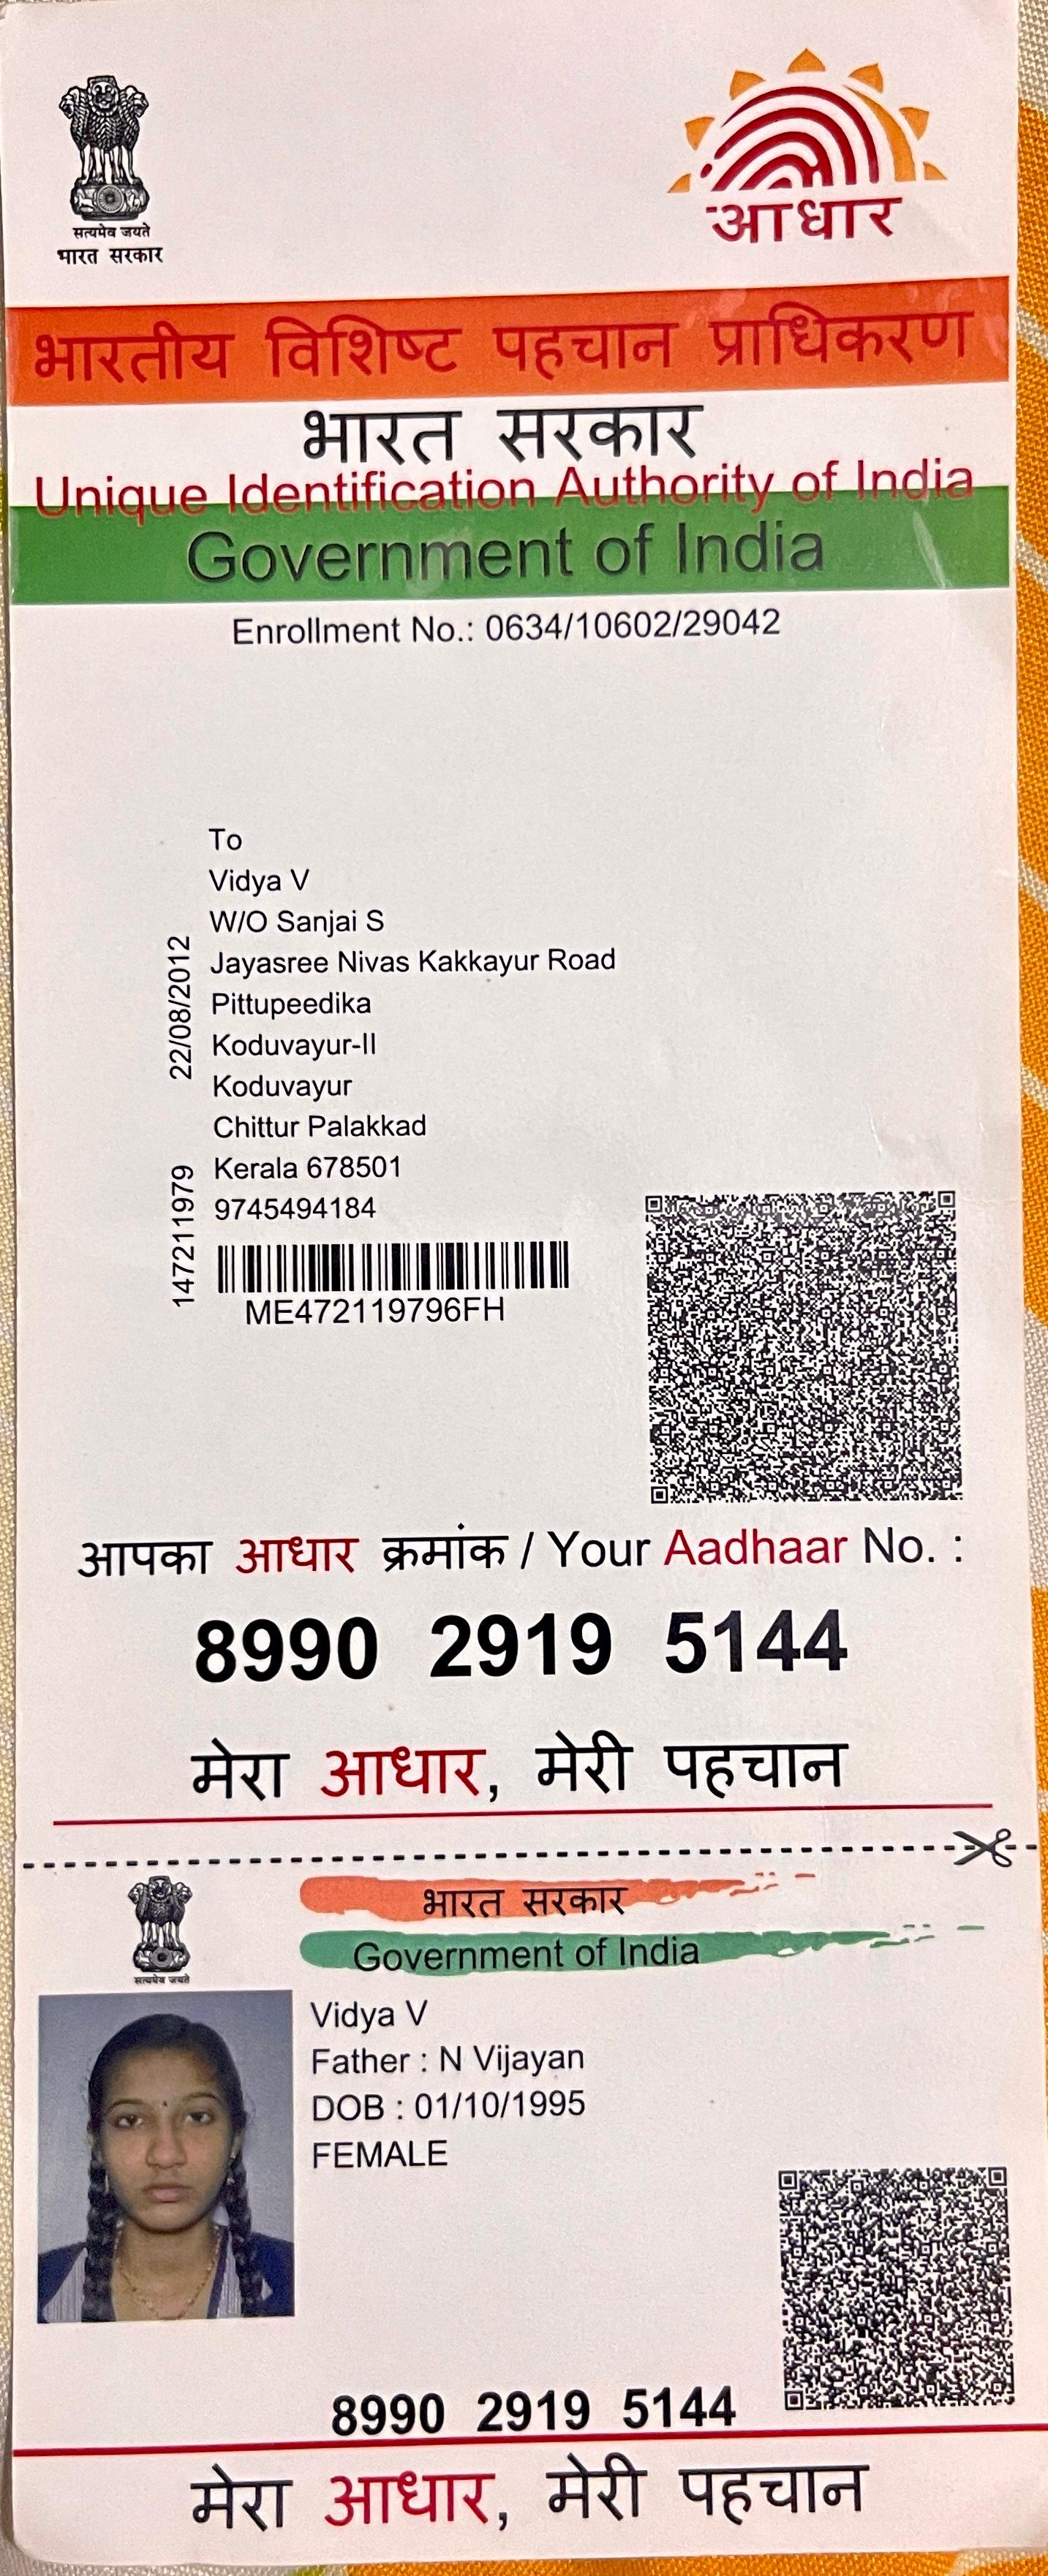 सत्यमेव जयते
भारत सरकार
आधार
भारतीय विशिष्ट पहचान प्राधिकरण
भारत सरकार
Unique Identification Authority of India
Government of India
Enrollment No.: 0634/10602/29042
To
Vidya V
W/O Sanjai S
Jayasree Nivas Kakkayur Road
Pittupeedika
Koduvayur-II
Koduvayur
Chittur Palakkad
Kerala 678501
9745494184
22/08/2012
147211979
ME472119796FH
आपका आधार क्रमांक / Your Aadhaar No. :
8990 2919 5144
मेरा आधार, मेरी पहचान
भारत सरकार
Government of India
सत्यमेव जयते
Vidya V
Father : N Vijayan
DOB : 01/10/1995
FEMALE
8990 2919 5144
मेरा आधार, मेरी पहचान